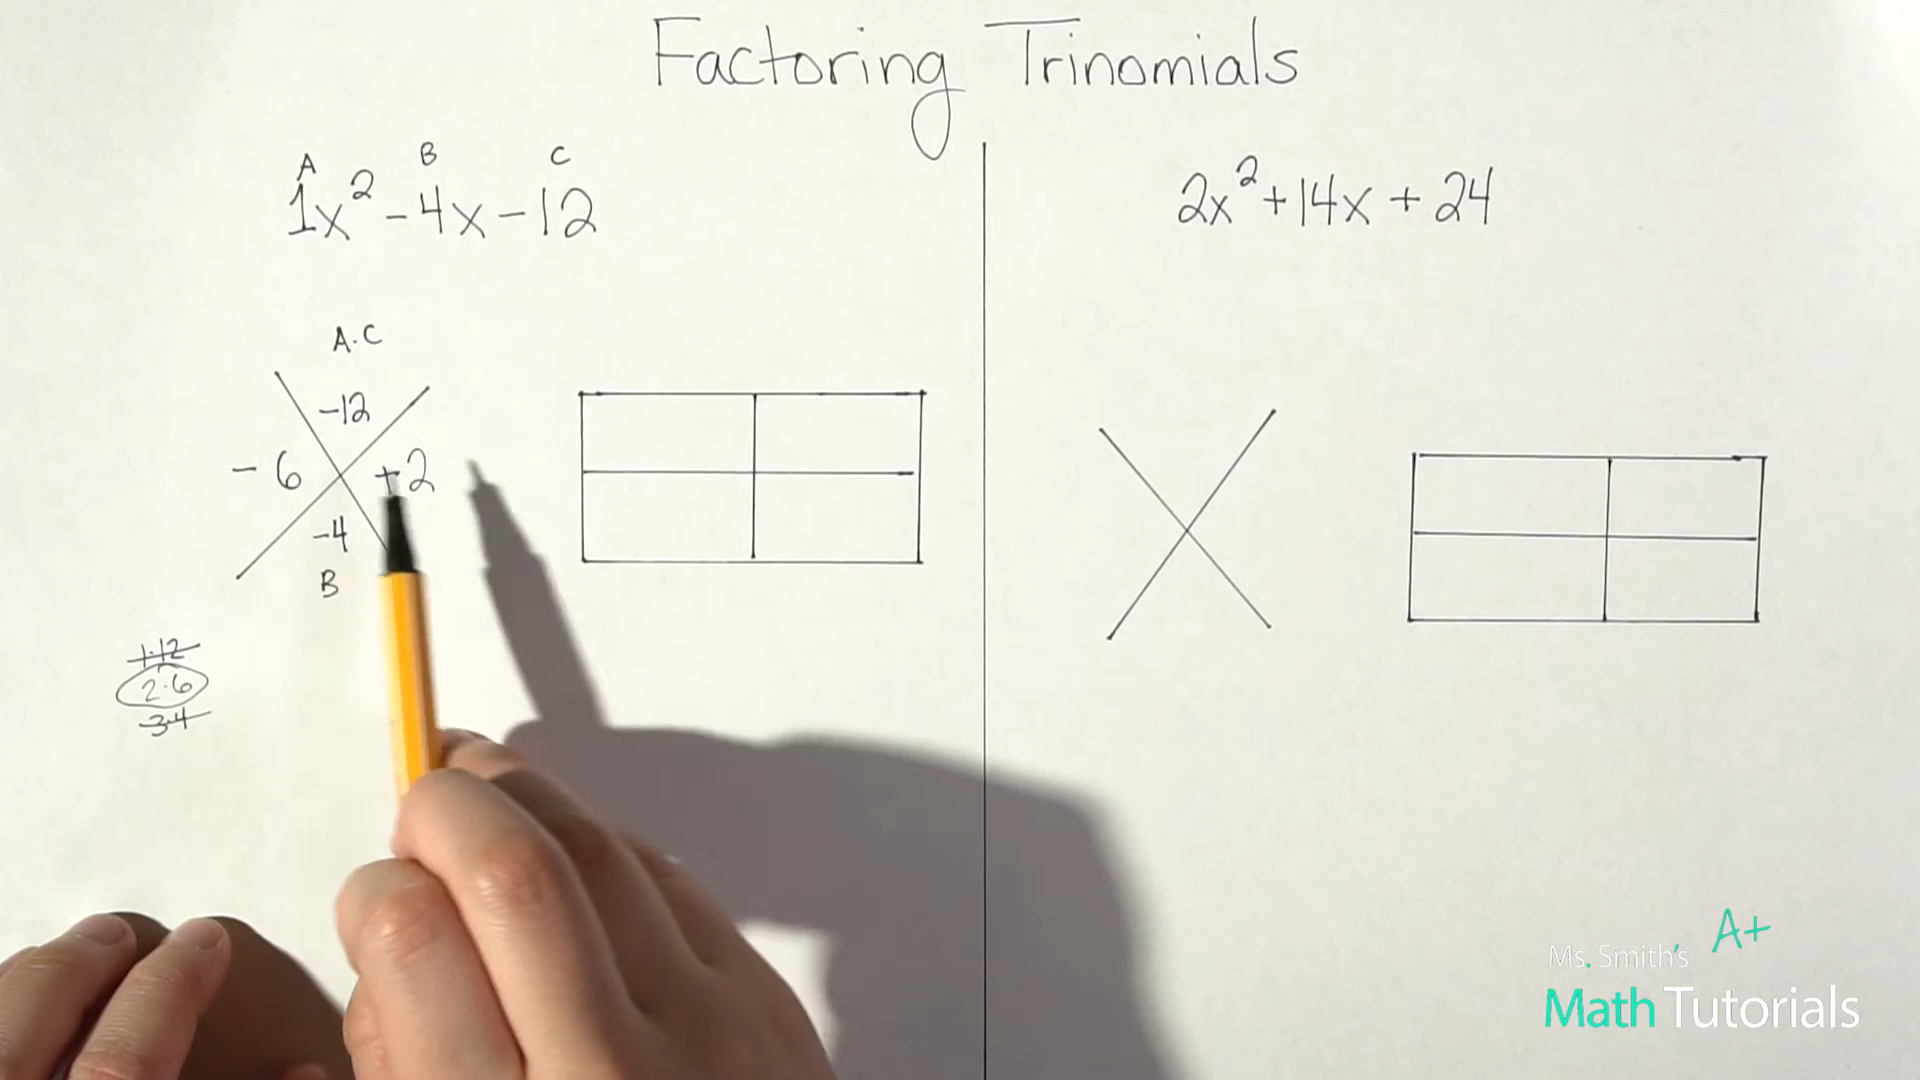 Factoring Trinomials
A B C
1x² - 4x - 12
A·C
-12
-6 +2
-4
B
1·12
2·6
3·4
2x² + 14x + 24
Ms. Smith's A+
Math Tutorials